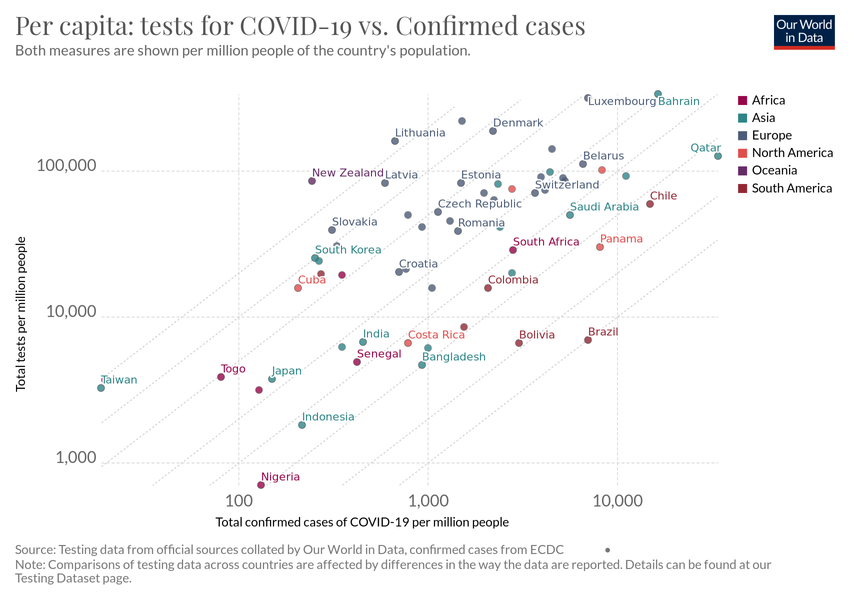 Per capita: tests for COVID-19 vs. Confirmed cases
Both measures are shown per million people of the country's population.
Our World
in Data
Luxembourg
Bahrain
Africa
Asia
Europe
North America
Oceania
South America
Denmark
Lithuania
Qatar
Belarus
100,000
New Zealand
Latvia
Estonia
Switzerland
Chile
Czech Republic
Saudi Arabia
Slovakia
Romania
South Korea
South Africa
Panama
Croatia
Cuba
Colombia
10,000
India
Costa Rica
Bolivia
Brazil
Senegal
Bangladesh
Togo
Japan
Taiwan
Indonesia
1,000
Nigeria
Total tests per million people
100
1,000
10,000
Total confirmed cases of COVID-19 per million people
Source: Testing data from official sources collated by Our World in Data, confirmed cases from ECDC
Note: Comparisons of testing data across countries are affected by differences in the way the data are reported. Details can be found at our
Testing Dataset page.